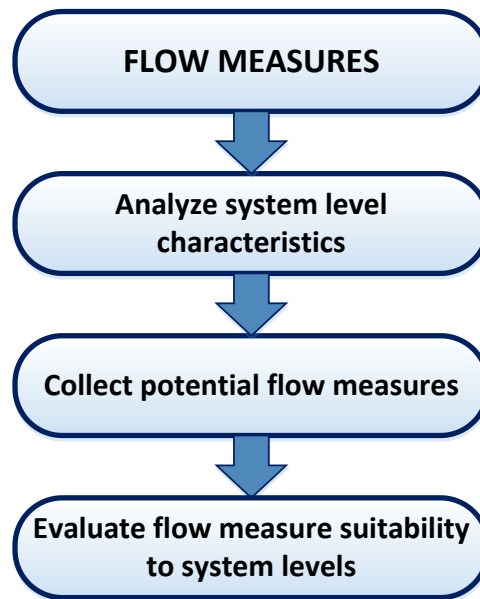 FLOW MEASURES
Analyze system level
characteristics
Collect potential flow measures
Evaluate flow measure suitability
to system levels